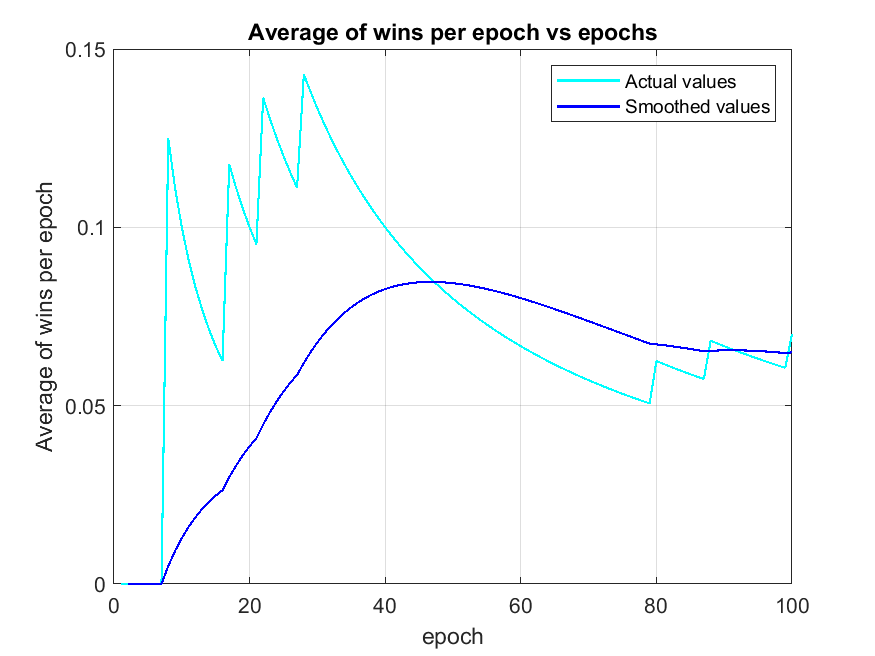 Average of wins per epoch vs epochs
0.15
0.1
0.05
0
Average of wins per epoch
Actual values
Smoothed values
0 20 40 60 80 100
epoch